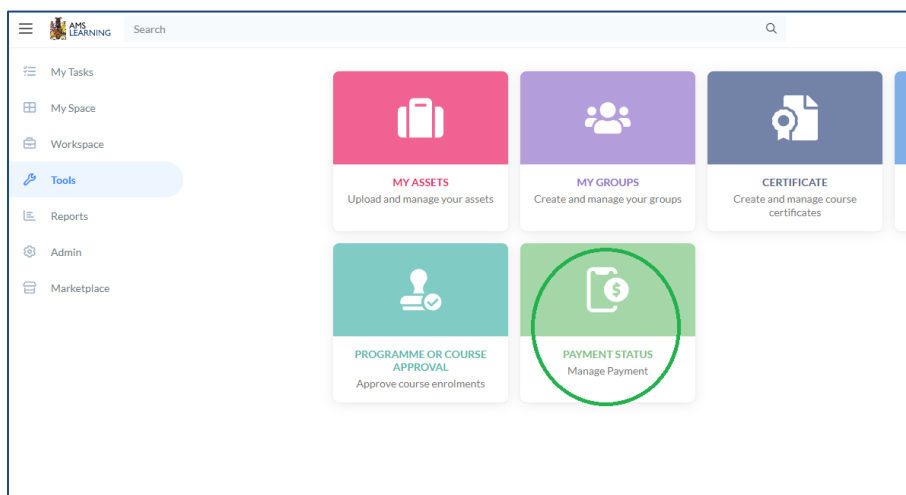 AMS
LEARNING
Search
My Tasks
My Space
Workspace
Tools
Reports
Admin
Marketplace
MY ASSETS
Upload and manage your assets
MY GROUPS
Create and manage your groups
CERTIFICATE
Create and manage course
certificates
PROGRAMME OR COURSE
APPROVAL
Approve course enrolments
$
PAYMENT STATUS
Manage Payment